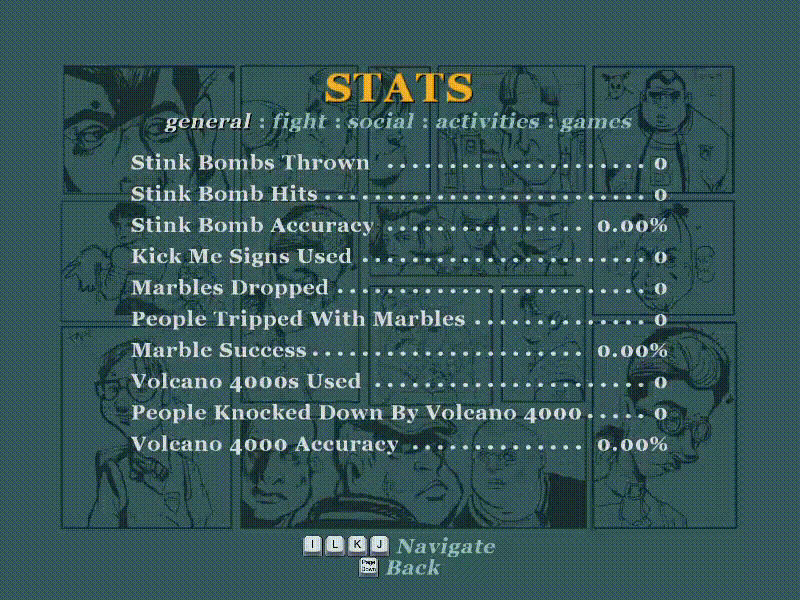 STATS
general : fight : social : activities : games
Stink Bombs Thrown ...................... 0
Stink Bomb Hits ........................... 0
Stink Bomb Accuracy ................ 0.00%
Kick Me Signs Used ....................... 0
Marbles Dropped ......................... 0
People Tripped With Marbles ............. 0
Marble Success ....................... 0.00%
Volcano 4000s Used ...................... 0
People Knocked Down By Volcano 4000 ..... 0
Volcano 4000 Accuracy .............. 0.00%
I L K J Navigate
Page Down Back